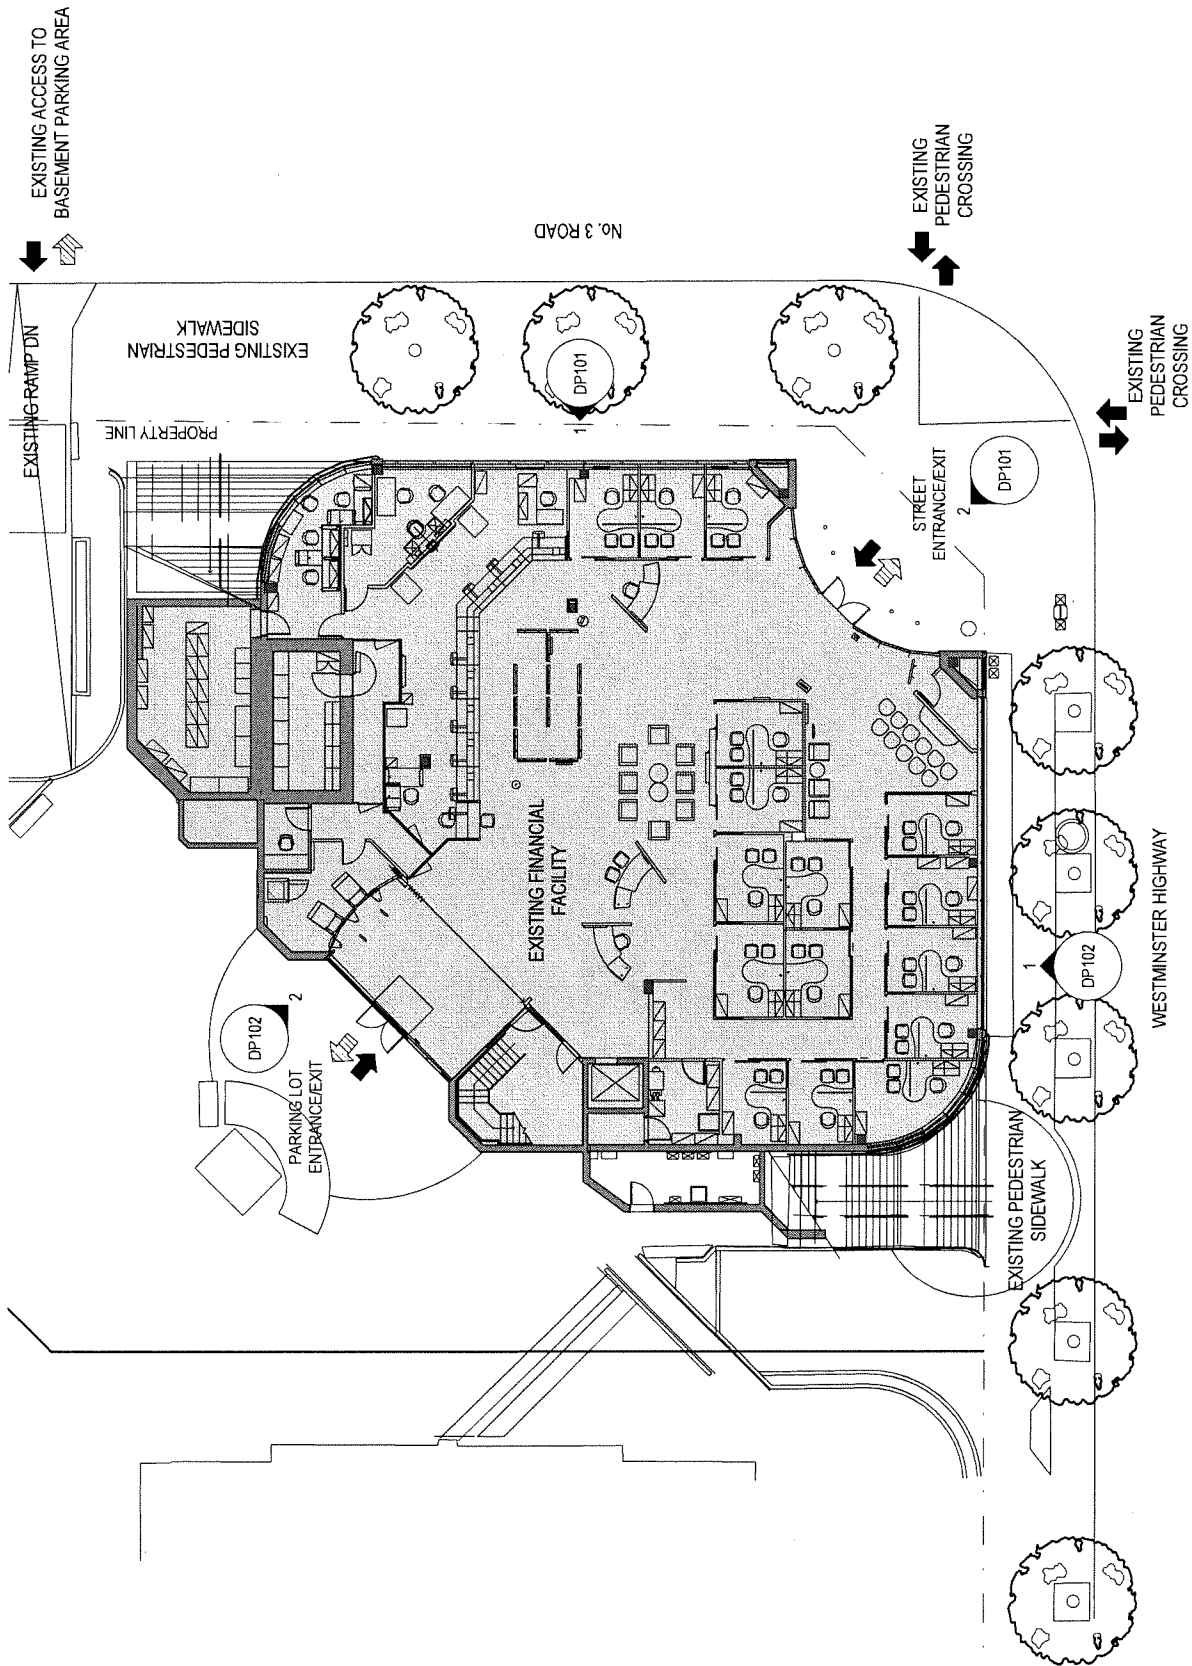 EXISTING ACCESS TO
BASEMENT PARKING AREA
EXISTING RAMP DN
EXISTING PEDESTRIAN
SIDEWALK
PROPERTY LINE
No. 3 ROAD
DP101
1
EXISTING
PEDESTRIAN
CROSSING
EXISTING
PEDESTRIAN
CROSSING
STREET
ENTRANCE/EXIT
2
DP101
EXISTING FINANCIAL
FACILITY
DP102
2
PARKING LOT
ENTRANCE/EXIT
1
DP102
WESTMINSTER HIGHWAY
EXISTING PEDESTRIAN
SIDEWALK